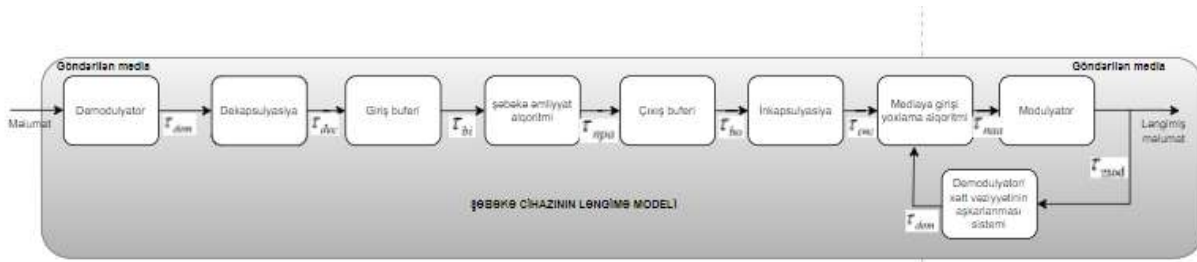 Göndərilən media
Göndərilən media
Məlumat
Demodulyator
τdem
Dekapsulyasiya
τdec
Giriş buferi
τbi
şəbəkə əmliyyat
alqoritmi
τnpa
Çıxış buferi
τbo
İnkapsulyasiya
τenc
Mediaya girişi
yoxlama alqoritmi
τmaa
Modulyator
Ləngimiş
məlumat
τmod
Demodulyator/
xətt vəziyyətinin
aşkarlanması
sistemi
τdem
ŞƏBƏKƏ CİHAZININ LƏNGİMƏ MODELİ